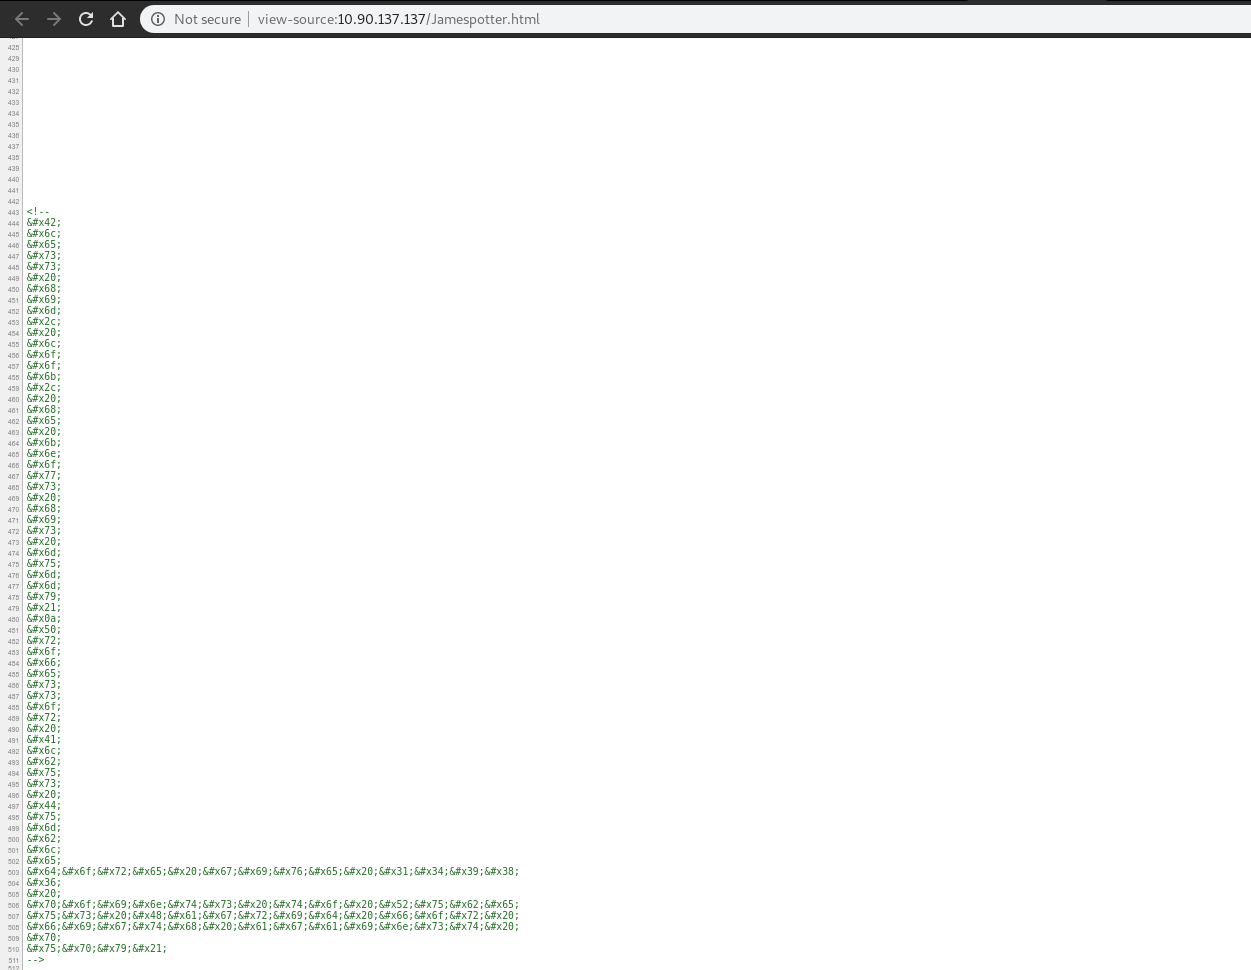 Not secure | view-source:10.90.137.137/Jamespotter.html
428
429
430
431
432
433
434
435
436
437
438
439
440
441
442
443 <!--
444 &#x42;
445 &#x6c;
446 &#x65;
447 &#x73;
448 &#x73;
449 &#x20;
450 &#x68;
451 &#x69;
452 &#x6d;
453 &#x2c;
454 &#x20;
455 &#x6c;
456 &#x6f;
457 &#x6f;
458 &#x6b;
459 &#x2c;
460 &#x20;
461 &#x68;
462 &#x65;
463 &#x20;
464 &#x6b;
465 &#x6e;
466 &#x6f;
467 &#x77;
468 &#x73;
469 &#x20;
470 &#x68;
471 &#x69;
472 &#x73;
473 &#x20;
474 &#x6d;
475 &#x75;
476 &#x6d;
477 &#x6d;
478 &#x79;
479 &#x21;
480 &#x0a;
481 &#x50;
482 &#x72;
483 &#x6f;
484 &#x66;
485 &#x65;
486 &#x73;
487 &#x73;
488 &#x6f;
489 &#x72;
490 &#x20;
491 &#x41;
492 &#x6c;
493 &#x62;
494 &#x75;
495 &#x73;
496 &#x20;
497 &#x44;
498 &#x75;
499 &#x6d;
500 &#x62;
501 &#x6c;
502 &#x65;
503 &#x64;&#x6f;&#x72;&#x65;&#x20;&#x67;&#x69;&#x76;&#x65;&#x20;&#x31;&#x34;&#x39;&#x38;
504 &#x36;
505 &#x20;
506 &#x70;&#x6f;&#x69;&#x6e;&#x74;&#x73;&#x20;&#x74;&#x6f;&#x20;&#x52;&#x75;&#x62;&#x65;
507 &#x75;&#x73;&#x20;&#x48;&#x61;&#x67;&#x72;&#x69;&#x64;&#x20;&#x66;&#x6f;&#x72;&#x20;
508 &#x66;&#x69;&#x67;&#x74;&#x68;&#x20;&#x61;&#x67;&#x61;&#x69;&#x6e;&#x73;&#x74;&#x20;
509 &#x70;
510 &#x75;&#x70;&#x79;&#x21;
511 -->
512